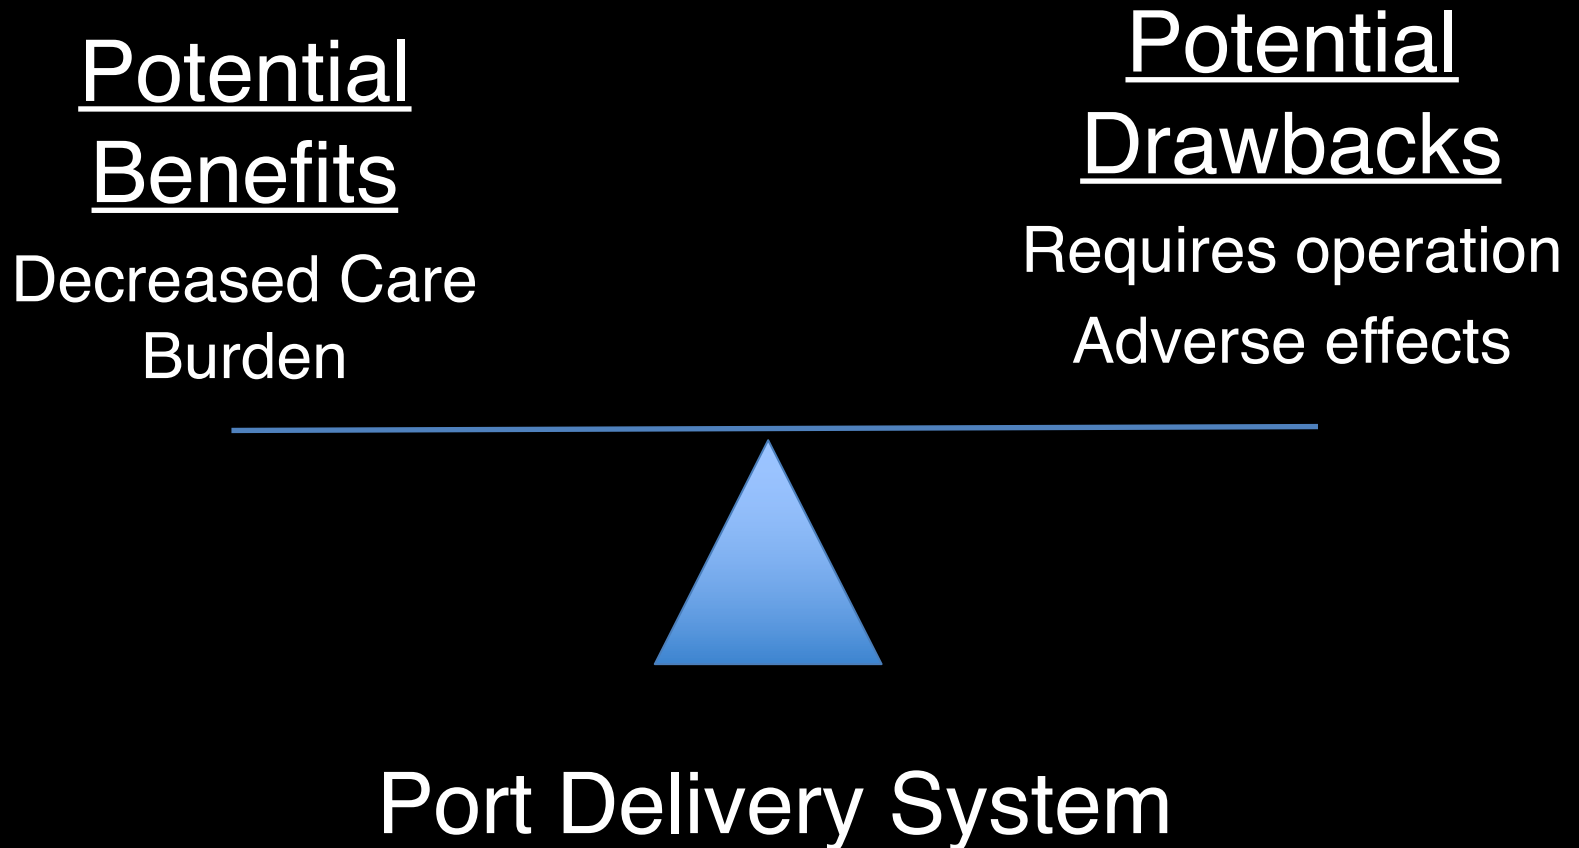 Potential
Benefits
Decreased Care
Burden
Potential
Drawbacks
Requires operation
Adverse effects
Port Delivery System